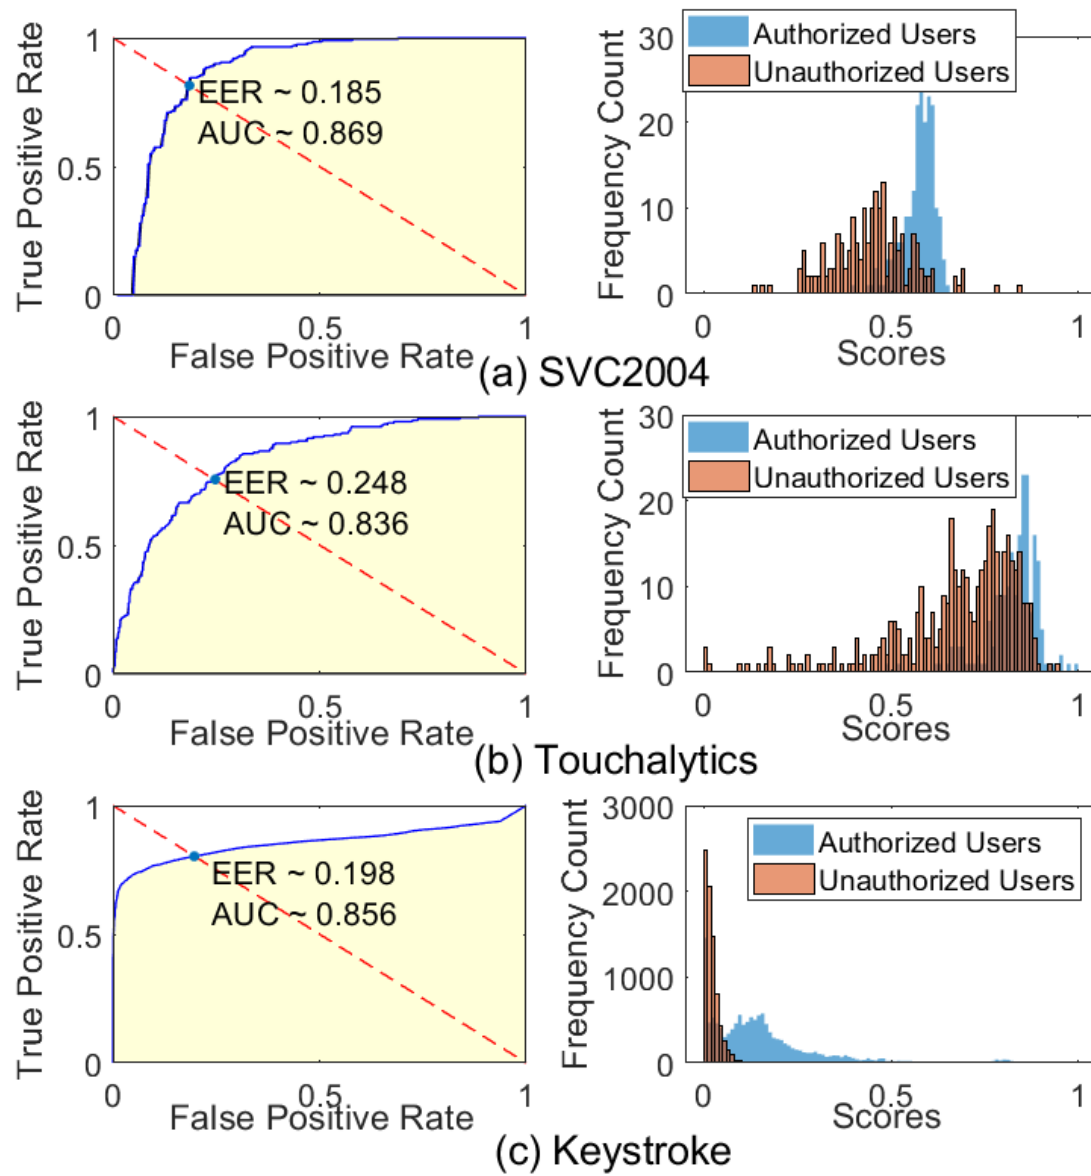 True Positive Rate
1
0.5
0
EER ~ 0.185
AUC ~ 0.869
0
0.5
1
False Positive Rate
Frequency Count
30
20
10
0
Authorized Users
Unauthorized Users
0
0.5
1
Scores
(a) SVC2004
True Positive Rate
1
0.5
0
EER ~ 0.248
AUC ~ 0.836
0
0.5
1
False Positive Rate
Frequency Count
30
20
10
0
Authorized Users
Unauthorized Users
0
0.5
1
Scores
(b) Touchalytics
True Positive Rate
1
0.5
0
EER ~ 0.198
AUC ~ 0.856
0
0.5
1
False Positive Rate
Frequency Count
3000
2000
1000
0
Authorized Users
Unauthorized Users
0
0.5
1
Scores
(c) Keystroke